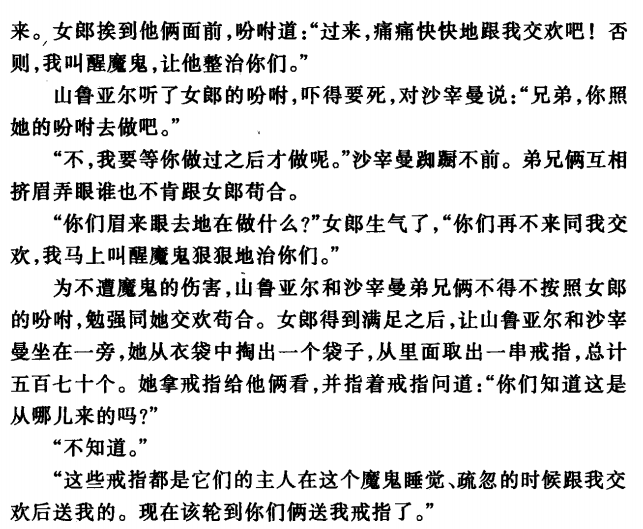 来。女郎挨到他俩面前，吩咐道：“过来，痛痛快快地跟我交欢吧！否
则，我叫醒魔鬼，让他整治你们。”
山鲁亚尔听了女郎的吩咐，吓得要死，对沙宰曼说：“兄弟，你照
她的吩咐去做吧。”
“不，我要等你做过之后才做呢。”沙宰曼踟蹰不前。弟兄俩互相
挤眉弄眼谁也不肯跟女郎苟合。
“你们眉来眼去地在做什么？”女郎生气了，“你们再不来同我交
欢，我马上叫醒魔鬼狠狠地治你们。”
为不遭魔鬼的伤害，山鲁亚尔和沙宰曼弟兄俩不得不按照女郎
的吩咐，勉强同她交欢苟合。女郎得到满足之后，让山鲁亚尔和沙宰
曼坐在一旁，她从衣袋中掏出一个袋子，从里面取出一串戒指，总计
五百七十个。她拿戒指给他俩看，并指着戒指问道：“你们知道这是
从哪儿来的吗？”
“不知道。”
“这些戒指都是它们的主人在这个魔鬼睡觉、疏忽的时候跟我交
欢后送我的。现在该轮到你们俩送我戒指了。”